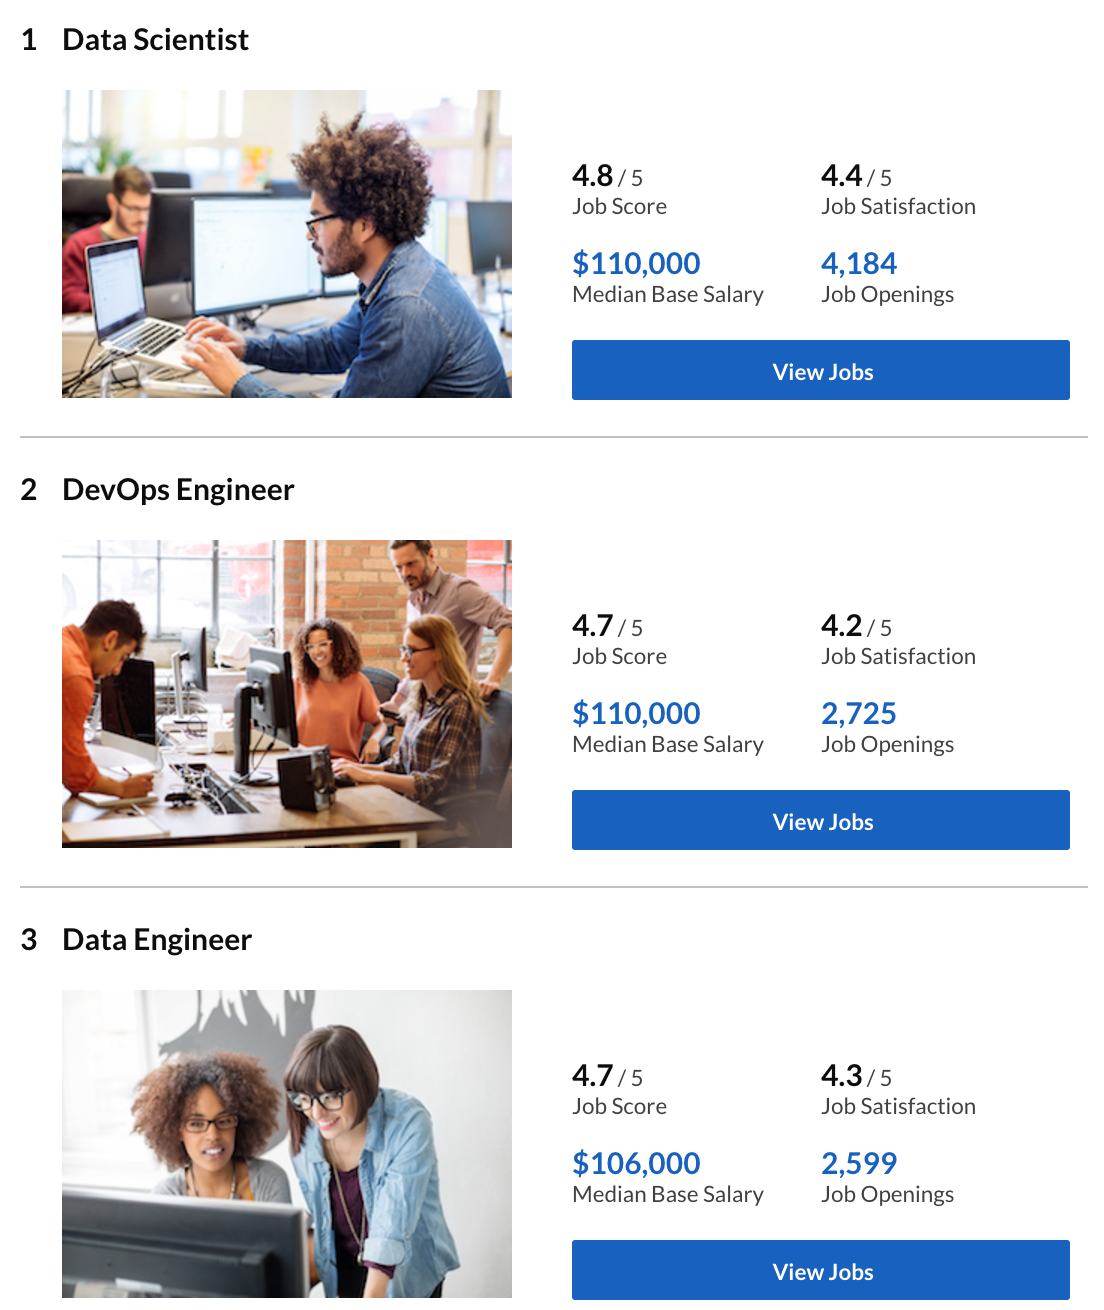 1 Data Scientist
4.8 / 5 4.4 / 5
Job Score Job Satisfaction
$110,000 4,184
Median Base Salary Job Openings
View Jobs
2 DevOps Engineer
4.7 / 5 4.2 / 5
Job Score Job Satisfaction
$110,000 2,725
Median Base Salary Job Openings
View Jobs
3 Data Engineer
4.7 / 5 4.3 / 5
Job Score Job Satisfaction
$106,000 2,599
Median Base Salary Job Openings
View Jobs